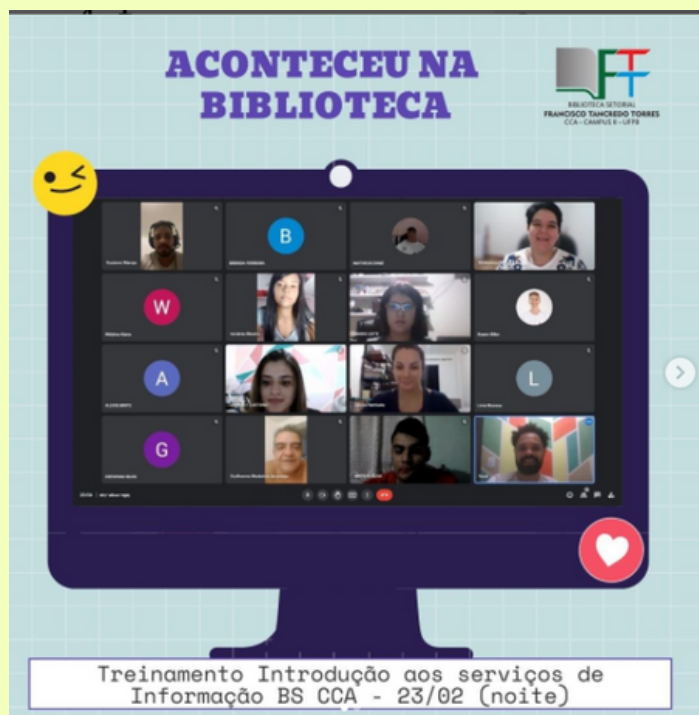 ACONTECEU NA
BIBLIOTECA
BIBLIOTECA SETORIAL
FRANCISCO TANCREDO TORRES
CCA - CAMPUS II - UFPB
B
W
A
L
G
Treinamento Introdução aos serviços de
Informação BS CCA - 23/02 (noite)